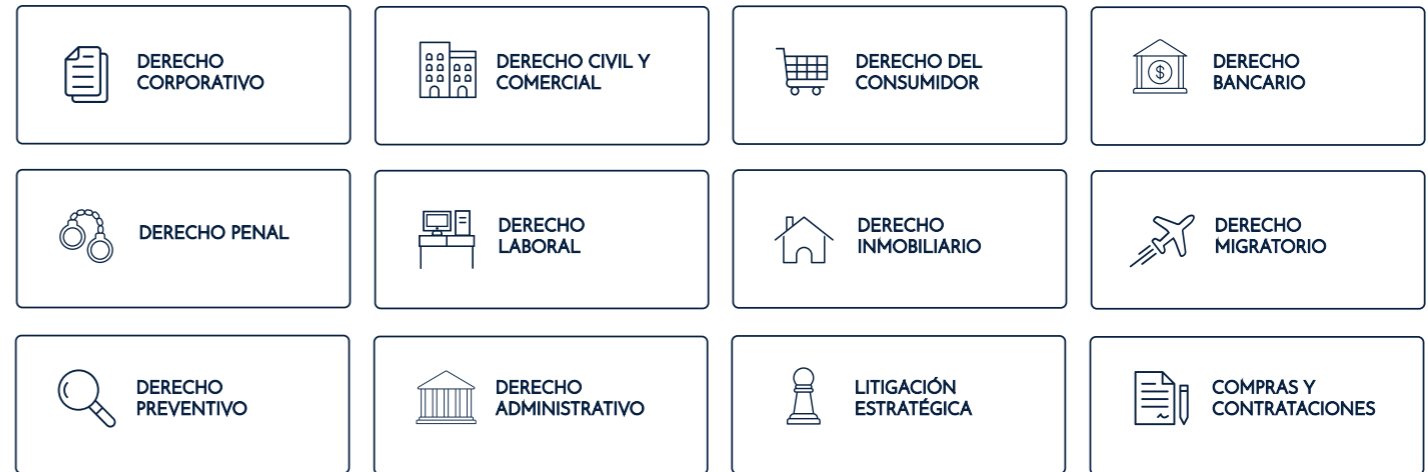 DERECHO
CORPORATIVO
DERECHO CIVIL Y
COMERCIAL
DERECHO DEL
CONSUMIDOR
DERECHO
BANCARIO
DERECHO PENAL
DERECHO
LABORAL
DERECHO
INMOBILIARIO
DERECHO
MIGRATORIO
DERECHO
PREVENTIVO
DERECHO
ADMINISTRATIVO
LITIGACIÓN
ESTRATÉGICA
COMPRAS Y
CONTRATACIONES